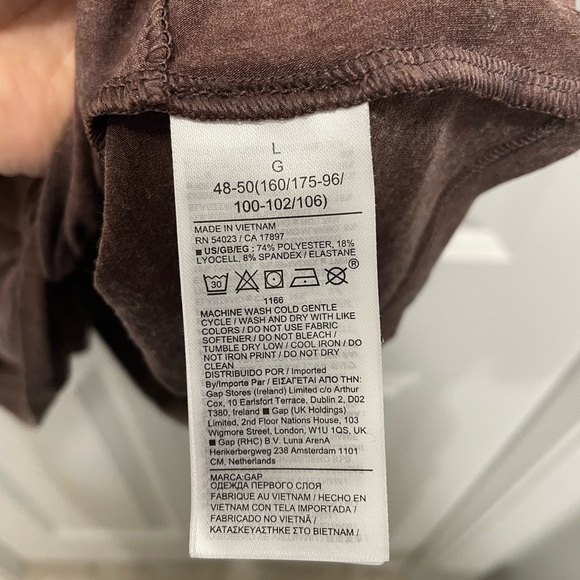 L
G
48-50(160/175-96/
100-102/106)
MADE IN VIETNAM
RN 54023 / CA 17897
■ US/GB/EG : 74% POLYESTER, 18%
LYOCELL, 8% SPANDEX / ELASTANE
30 ®
1166
MACHINE WASH COLD GENTLE
CYCLE / WASH AND DRY WITH LIKE
COLORS / DO NOT USE FABRIC
SOFTENER / DO NOT BLEACH /
TUMBLE DRY LOW / COOL IRON / DO
NOT IRON PRINT / DO NOT DRY
CLEAN
DISTRIBUIDO POR / Imported
By/Importe Par / ΕΙΣΑΓΕΤΑΙ ΑΠΟ ΤΗΝ:
Gap Stores (Ireland) Limited c/o Arthur
Cox, 10 Earlsfort Terrace, Dublin 2, D02
T380, Ireland ■ Gap (UK Holdings)
Limited, 2nd Floor Nations House, 103
Wigmore Street, London, W1U 1QS, UK
■ Gap (RHC) B.V. Luna ArenA
Herikerbergweg 238 Amsterdam 1101
CM, Netherlands
MARCA:GAP
ОДЕЖДА ПЕРВОГО СЛОЯ
FABRIQUE AU VIETNAM / HECHO EN
VIETNAM CON TELA IMPORTADA /
FABRICADO NO VIETNÃ /
ΚΑΤΑΣΚΕΥΑΣΤΗΚΕ ΣΤΟ ΒΙΕΤΝΑΜ /